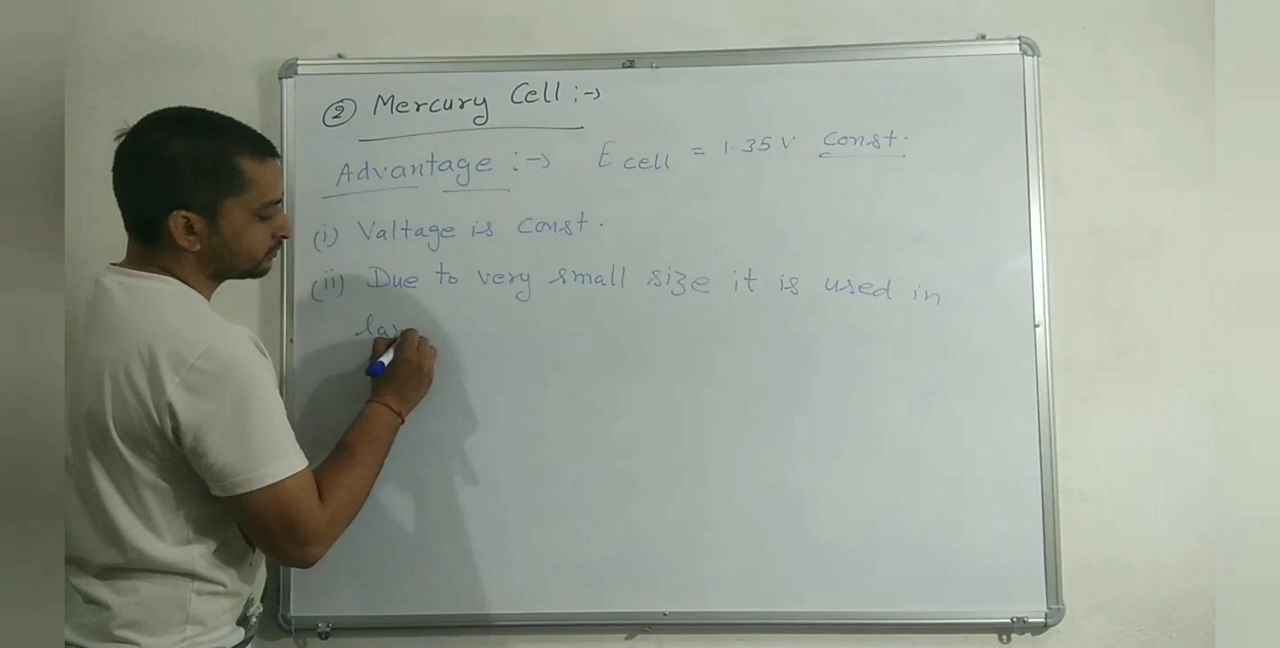 ② Mercury Cell :→
Advantage :→ Ecell = 1.35 V Const.
(i) Valtage is Const.
(ii) Due to very small size it is used in